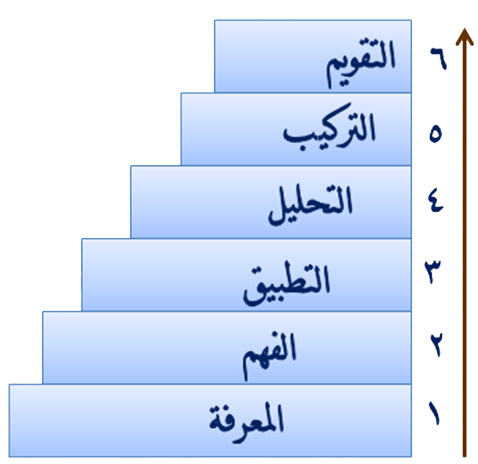 ٦ التقويم
٥ التركيب
٤ التحليل
٣ التطبيق
٢ الفهم
١ المعرفة